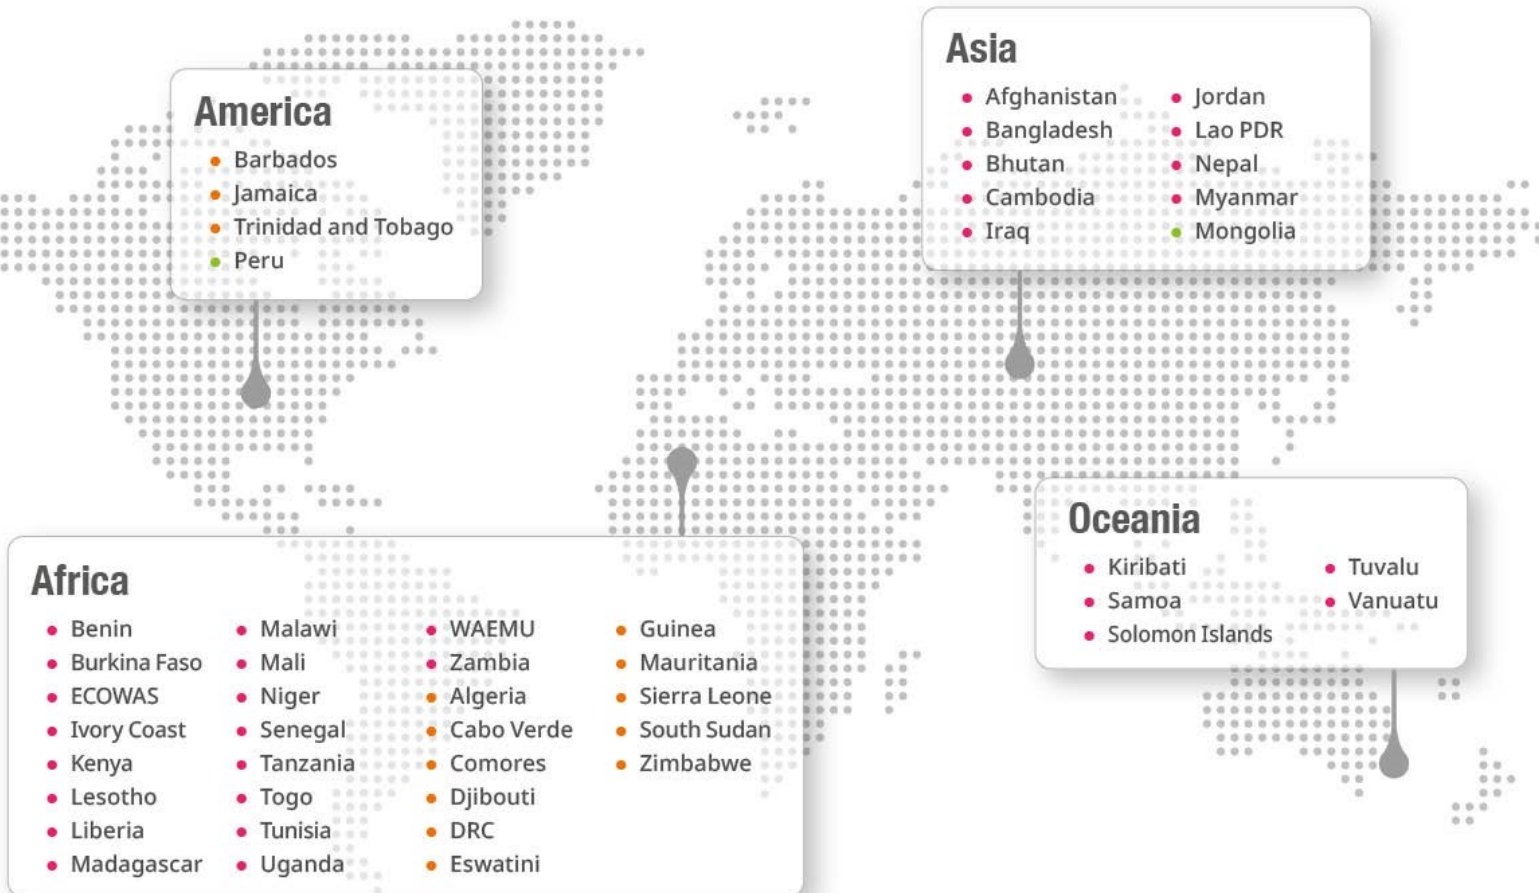 America
Barbados
Jamaica
Trinidad and Tobago
Peru
Asia
Afghanistan
Bangladesh
Bhutan
Cambodia
Iraq
Jordan
Lao PDR
Nepal
Myanmar
Mongolia
Africa
Benin
Burkina Faso
ECOWAS
Ivory Coast
Kenya
Lesotho
Liberia
Madagascar
Malawi
Mali
Niger
Senegal
Tanzania
Togo
Tunisia
Uganda
WAEMU
Zambia
Algeria
Cabo Verde
Comores
Djibouti
DRC
Eswatini
Guinea
Mauritania
Sierra Leone
South Sudan
Zimbabwe
Oceania
Kiribati
Samoa
Solomon Islands
Tuvalu
Vanuatu